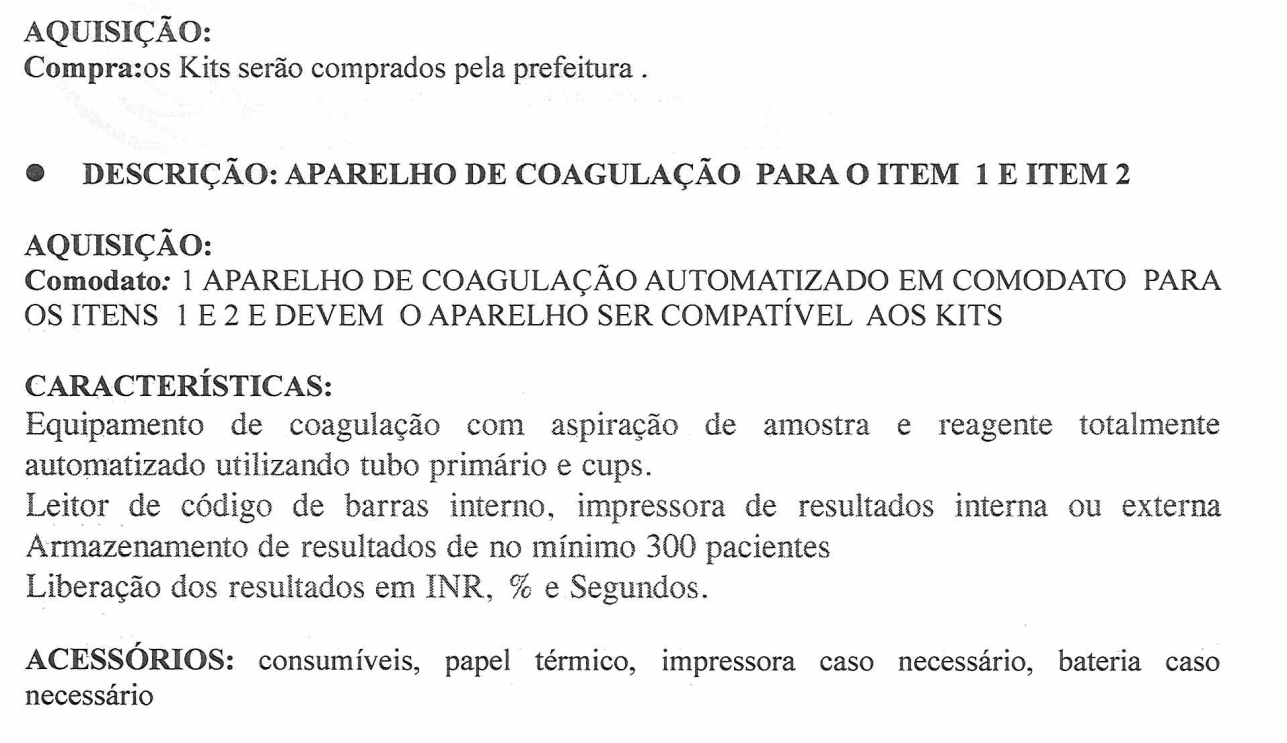 AQUISIÇÃO:
Compra:os Kits serão comprados pela prefeitura .
● DESCRIÇÃO: APARELHO DE COAGULAÇÃO PARA O ITEM 1 E ITEM 2
AQUISIÇÃO:
Comodato: 1 APARELHO DE COAGULAÇÃO AUTOMATIZADO EM COMODATO PARA
OS ITENS 1 E 2 E DEVEM O APARELHO SER COMPATÍVEL AOS KITS
CARACTERÍSTICAS:
Equipamento de coagulação com aspiração de amostra e reagente totalmente
automatizado utilizando tubo primário e cups.
Leitor de código de barras interno, impressora de resultados interna ou externa
Armazenamento de resultados de no mínimo 300 pacientes
Liberação dos resultados em INR, % e Segundos.
ACESSÓRIOS: consumíveis, papel térmico, impressora caso necessário, bateria caso
necessário